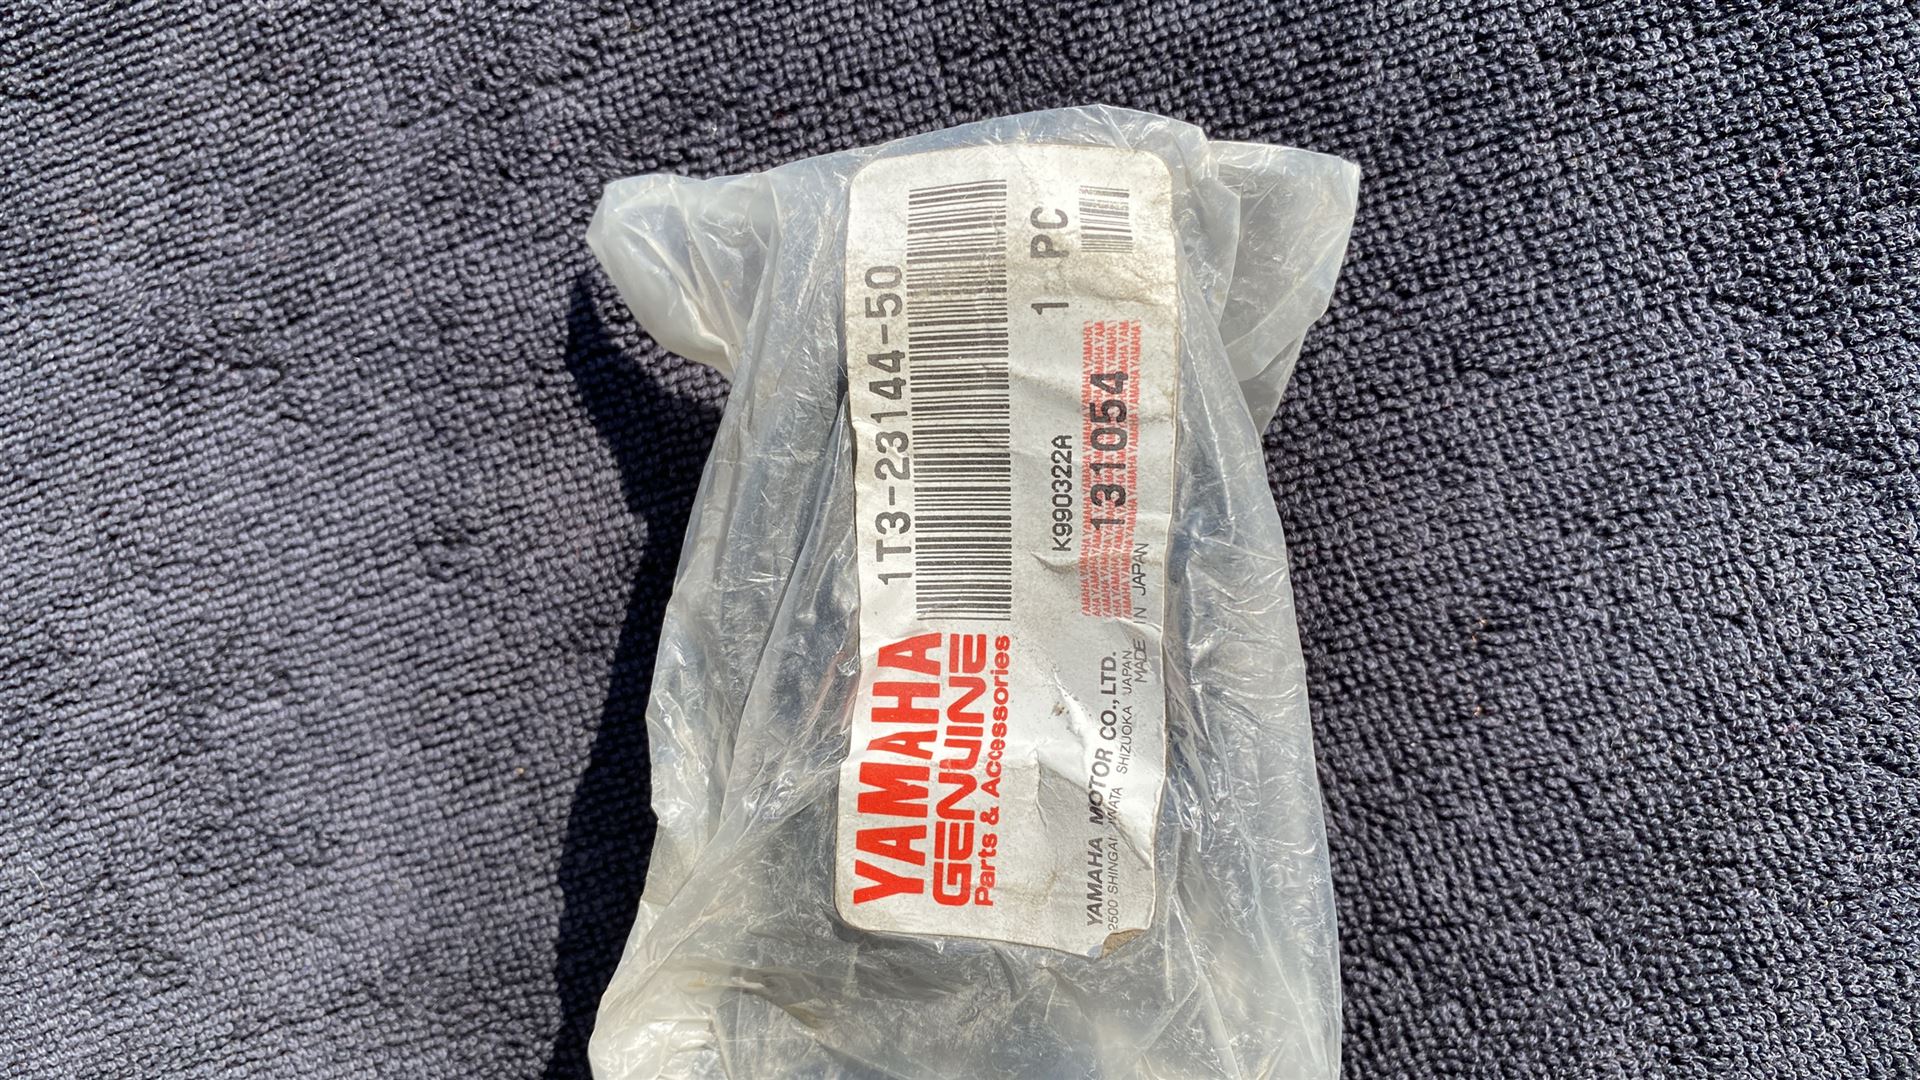 1T3-23144-50
1 PC
YAMAHA
GENUINE
Parts & Accessories
K990322A
131054
YAMAHA MOTOR CO., LTD.
2500 SHINGAI IWATA SHIZUOKA JAPAN
MADE IN JAPAN